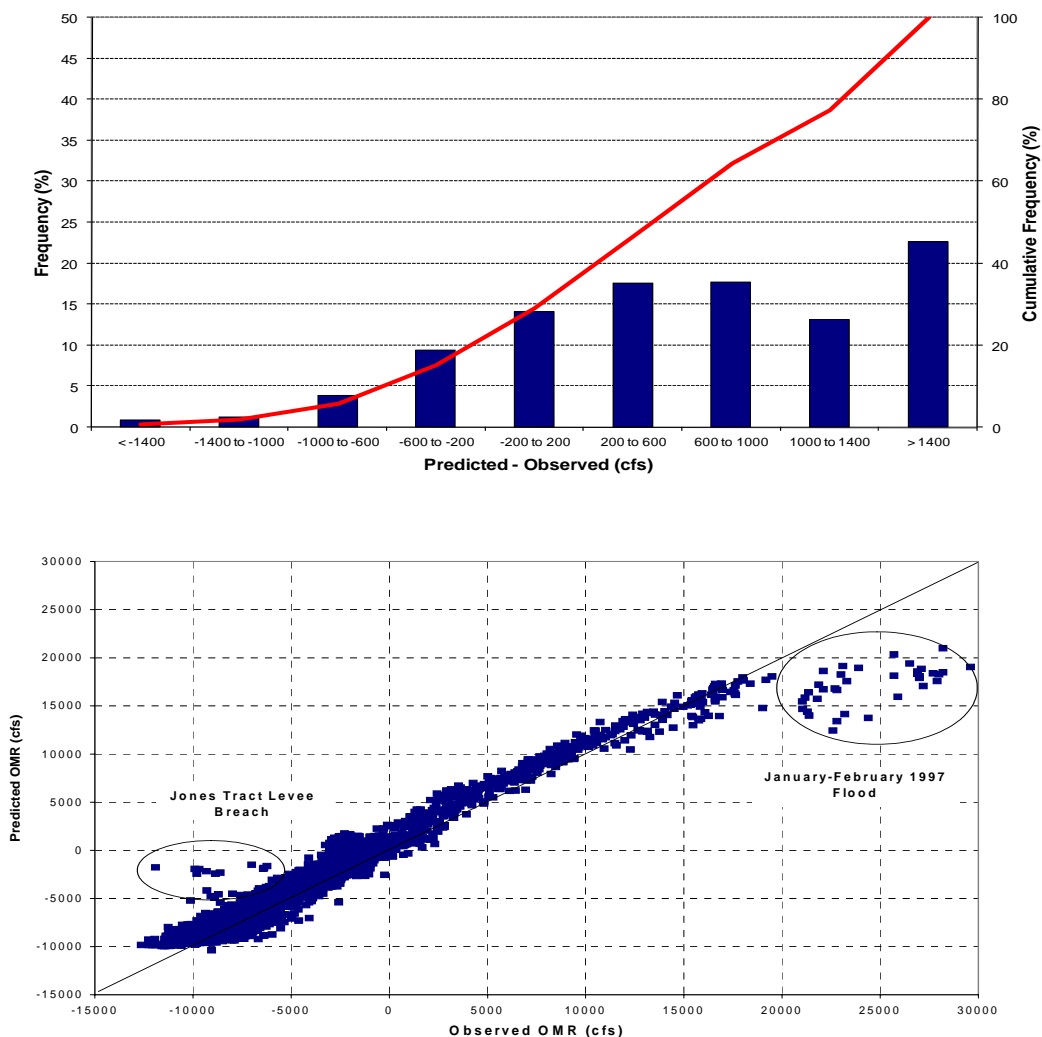 50
45
40
35
30
25
20
15
10
5
0
Frequency (%)
100
80
60
40
20
0
Cumulative Frequency (%)
< -1400 -1400 to -1000 -1000 to -600 -600 to -200 -200 to 200 200 to 600 600 to 1000 1000 to 1400 > 1400
Predicted - Observed (cfs)
30000
25000
20000
15000
10000
5000
0
-5000
-10000
-15000
Predicted OMR (cfs)
Jones Tract Levee
Breach
January-February 1997
Flood
-15000 -10000 -5000 0 5000 10000 15000 20000 25000 30000
Observed OMR (cfs)